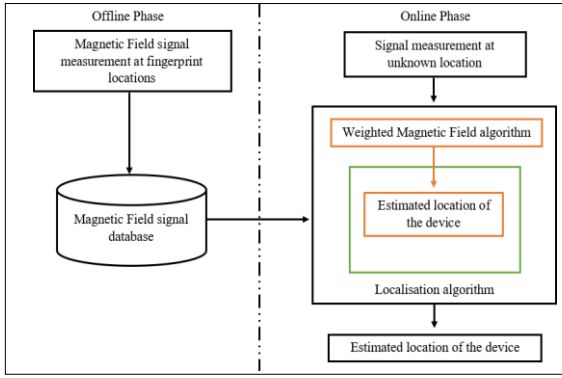 Offline Phase
Magnetic Field signal
measurement at fingerprint
locations
Magnetic Field signal
database
Online Phase
Signal measurement at
unknown location
Weighted Magnetic Field algorithm
Estimated location of
the device
Localisation algorithm
Estimated location of the device